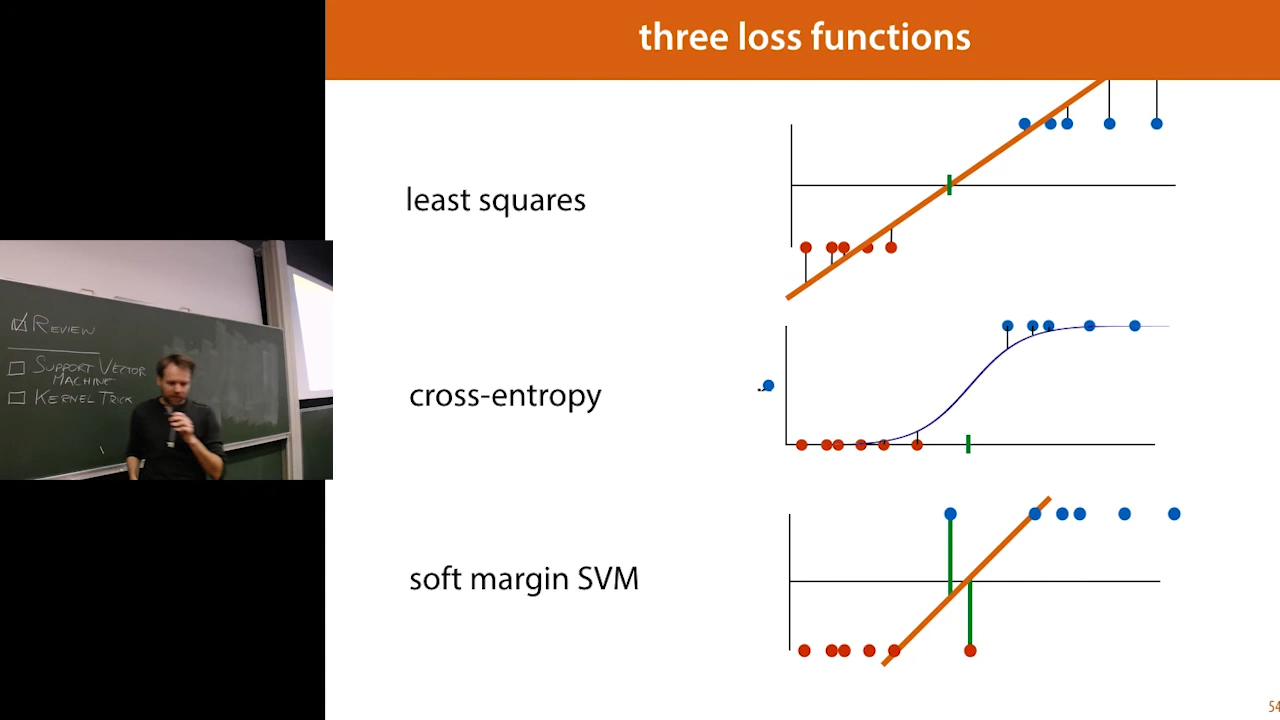 three loss functions
least squares
cross-entropy
soft margin SVM
REVIEW
SUPPORT VECTOR
MACHINE
KERNEL TRICK
54